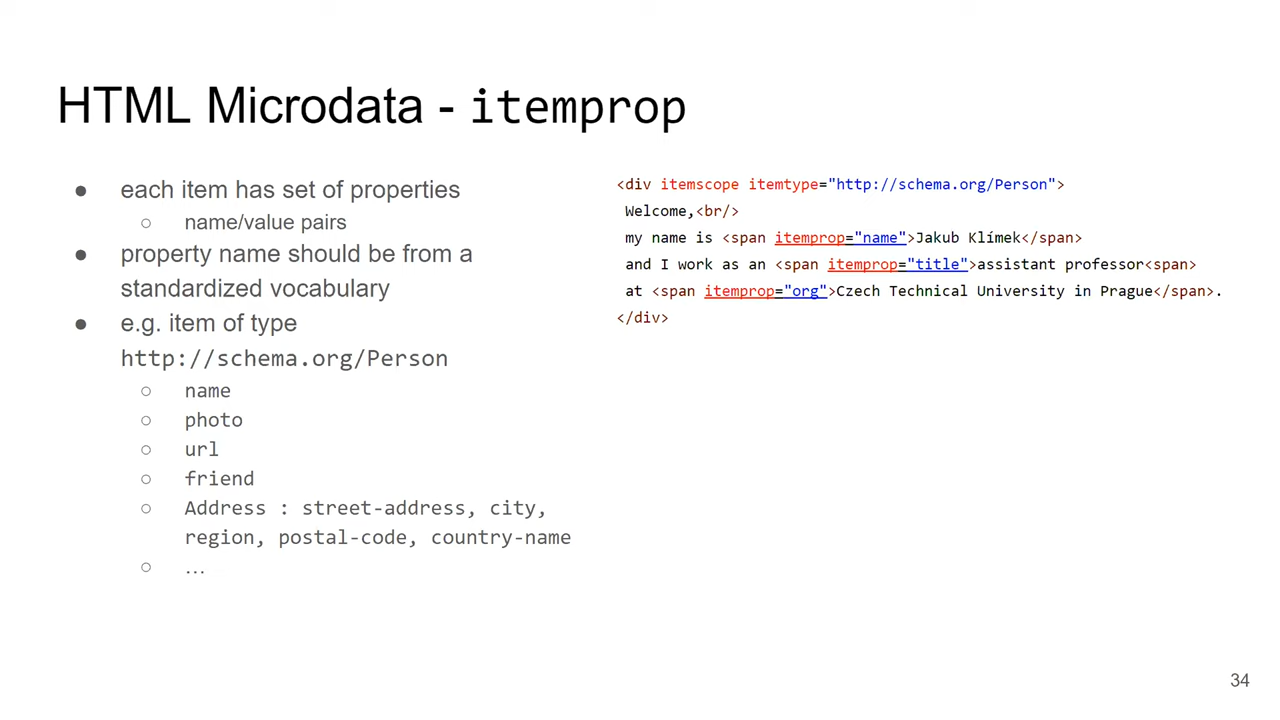 HTML Microdata - itemprop
● each item has set of properties
○ name/value pairs
● property name should be from a
standardized vocabulary
● e.g. item of type
http://schema.org/Person
○ name
○ photo
○ url
○ friend
○ Address : street-address, city,
region, postal-code, country-name
○ ...
<div itemscope itemtype="http://schema.org/Person">
Welcome,<br/>
my name is <span itemprop="name">Jakub Klímek</span>
and I work as an <span itemprop="title">assistant professor<span>
at <span itemprop="org">Czech Technical University in Prague</span>.
</div>
34